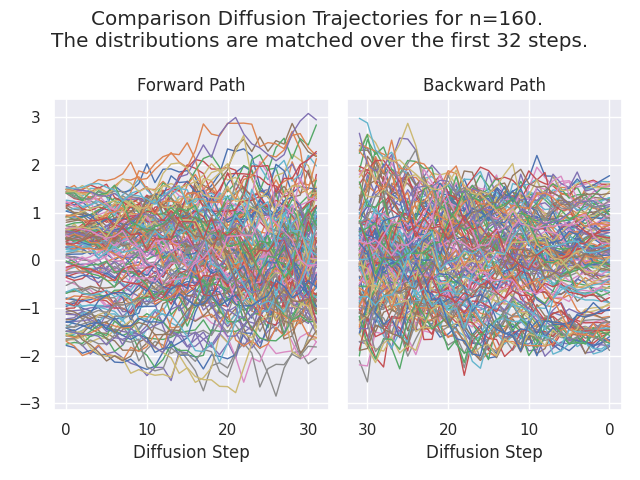 Comparison Diffusion Trajectories for n=160.
The distributions are matched over the first 32 steps.
Forward Path
Backward Path
3
2
1
0
−1
−2
−3
0 10 20 30
30 20 10 0
Diffusion Step
Diffusion Step